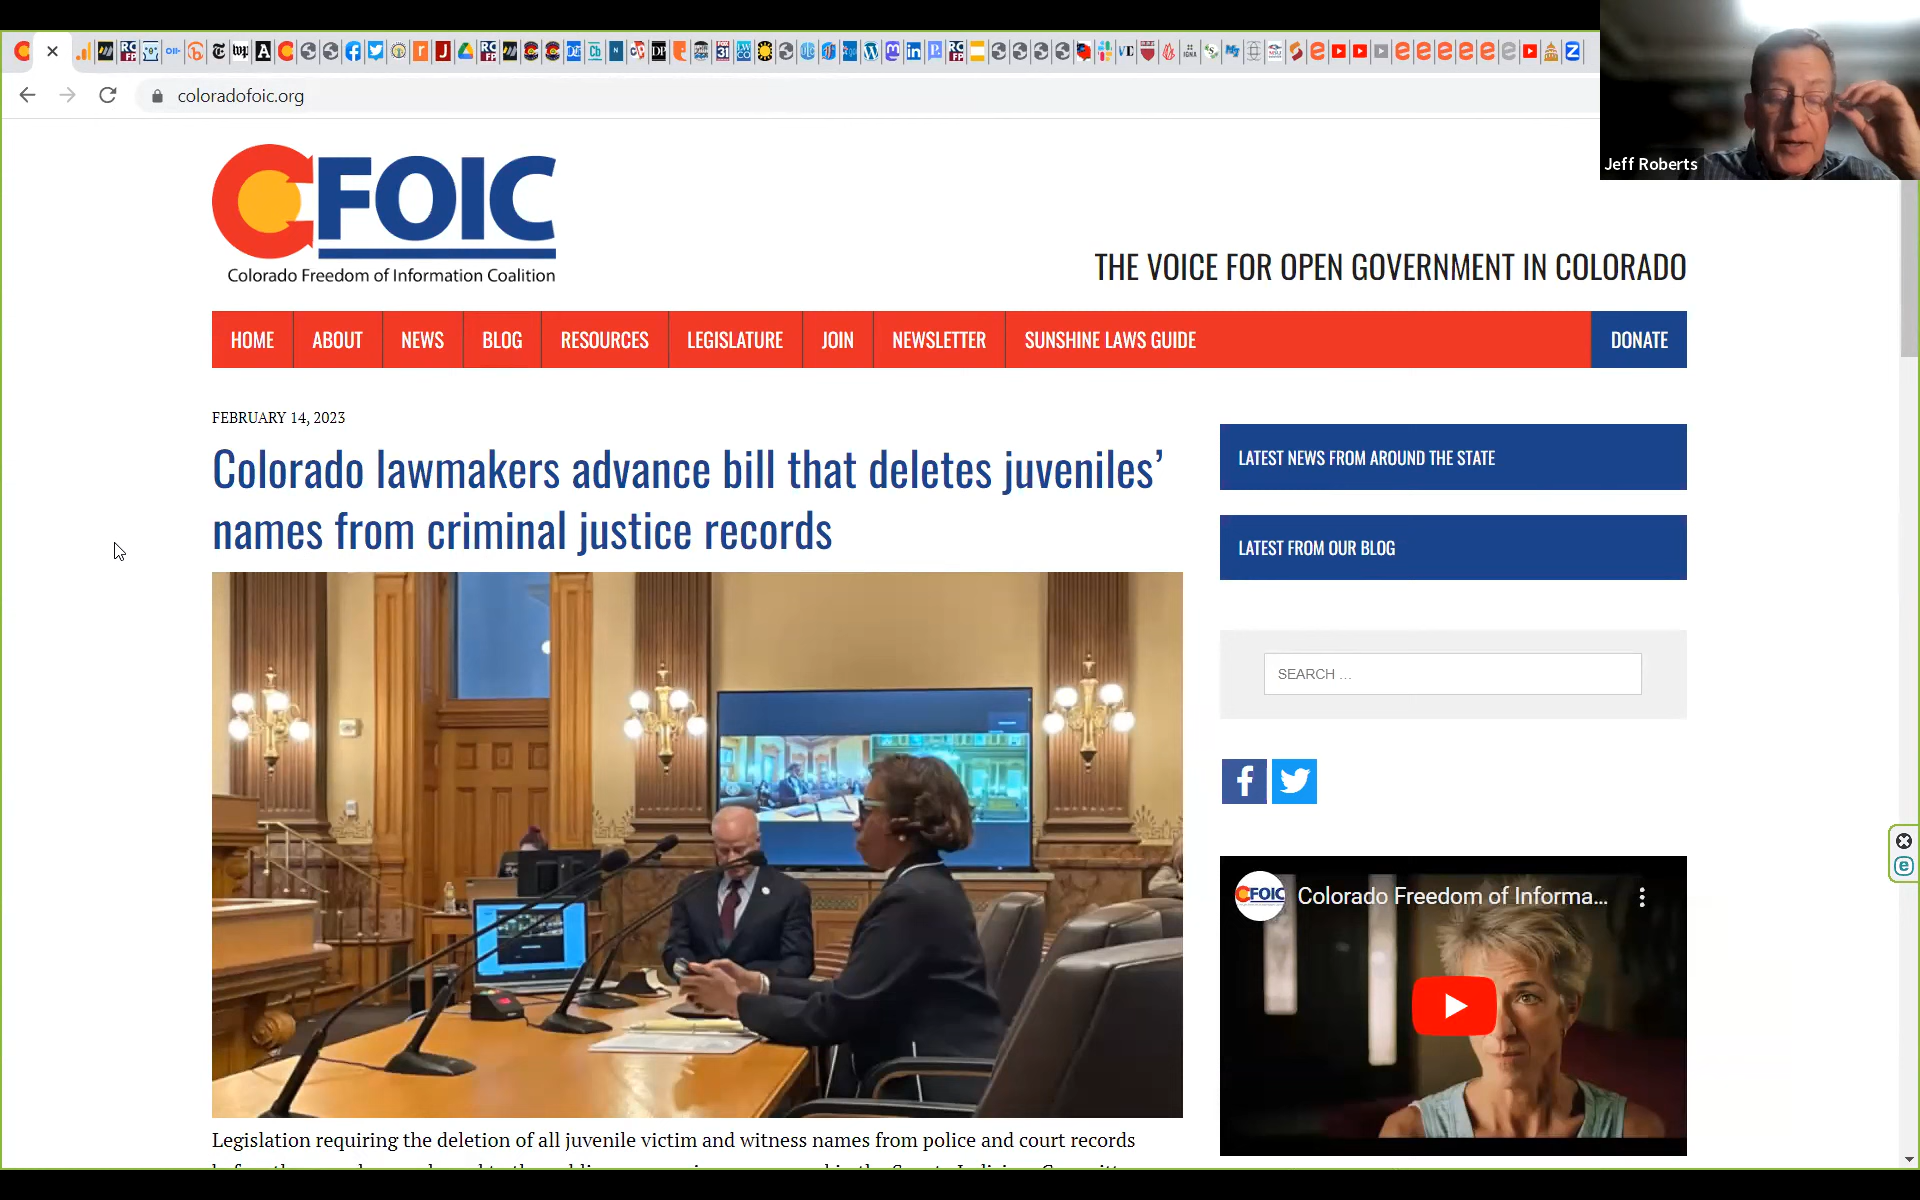 coloradofoic.org
Jeff Roberts
CFOIC
Colorado Freedom of Information Coalition
THE VOICE FOR OPEN GOVERNMENT IN COLORADO
HOME ABOUT NEWS BLOG RESOURCES LEGISLATURE JOIN NEWSLETTER SUNSHINE LAWS GUIDE DONATE
FEBRUARY 14, 2023
Colorado lawmakers advance bill that deletes juveniles’
names from criminal justice records
Legislation requiring the deletion of all juvenile victim and witness names from police and court records
LATEST NEWS FROM AROUND THE STATE
LATEST FROM OUR BLOG
SEARCH …
CFOIC Colorado Freedom of Informa...